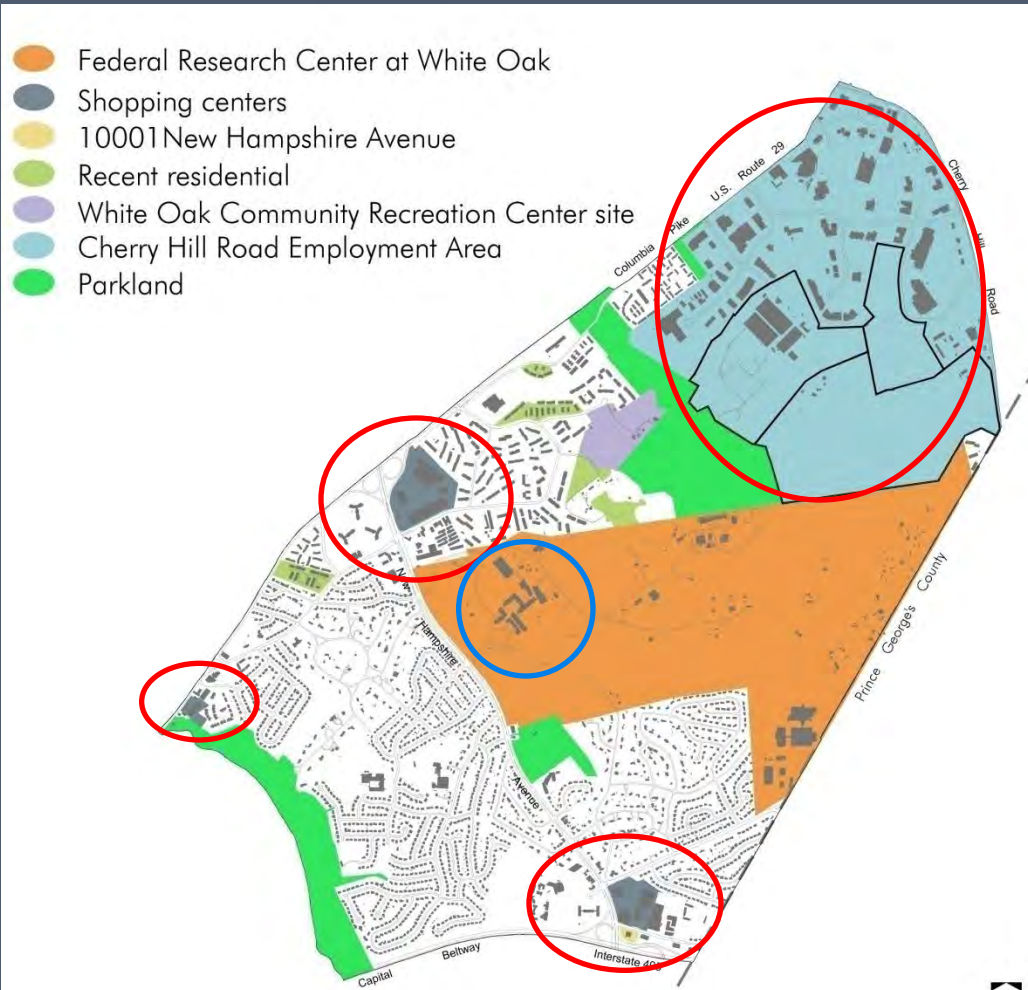 Federal Research Center at White Oak
Shopping centers
10001New Hampshire Avenue
Recent residential
White Oak Community Recreation Center site
Cherry Hill Road Employment Area
Parkland
Columbia Pike U.S. Route 29
Cherry Hill Road
New Hampshire Avenue
Prince George's County
Capital Beltway
Interstate 495